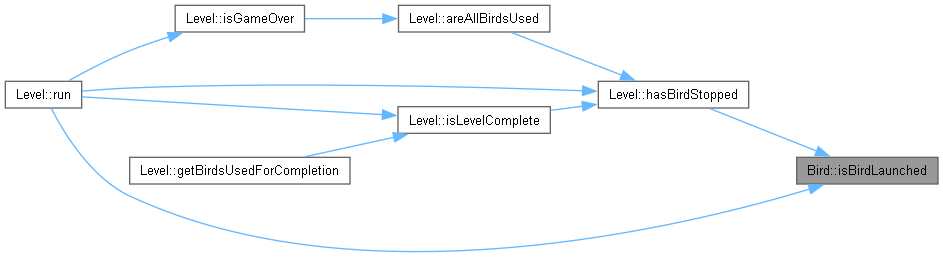 Level::isGameOver
Level::areAllBirdsUsed
Level::run
Level::hasBirdStopped
Level::isLevelComplete
Level::getBirdsUsedForCompletion
Bird::isBirdLaunched